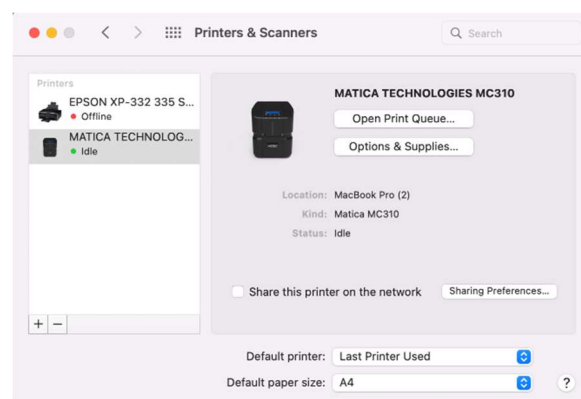 Printers & Scanners
Search
Printers
EPSON XP-332 335 S...
Offline
MATICA TECHNOLOG...
Idle
+ −
MATICA TECHNOLOGIES MC310
Open Print Queue...
Options & Supplies...
Location: MacBook Pro (2)
Kind: Matica MC310
Status: Idle
Share this printer on the network
Sharing Preferences...
Default printer: Last Printer Used
Default paper size: A4
?